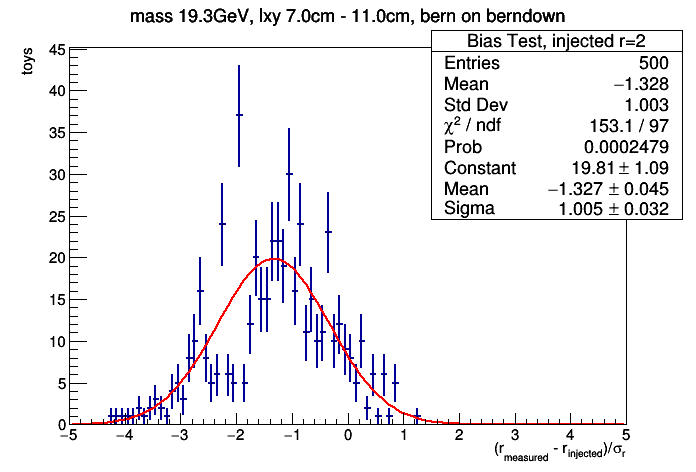 mass 19.3GeV, lxy 7.0cm - 11.0cm, bern on berndown
toys
Bias Test, injected r=2
Entries 500
Mean −1.328
Std Dev 1.003
χ² / ndf 153.1 / 97
Prob 0.0002479
Constant 19.81 ± 1.09
Mean −1.327 ± 0.045
Sigma 1.005 ± 0.032
45
40
35
30
25
20
15
10
5
0
−5 −4 −3 −2 −1 0 1 2 3 4 5
(r_measured - r_injected)/σ_r